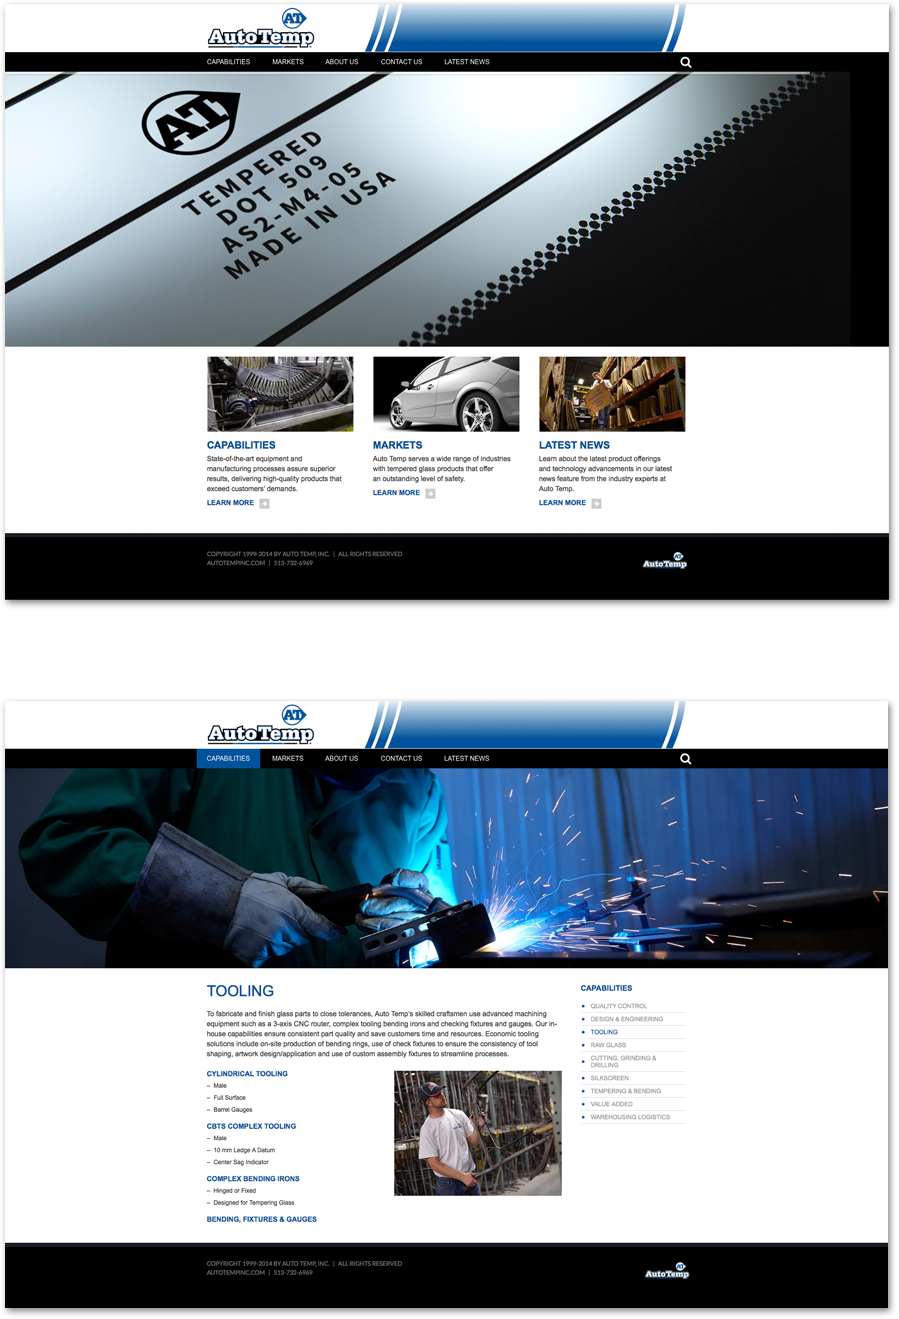 AT
AutoTemp
CAPABILITIES MARKETS ABOUT US CONTACT US LATEST NEWS
AT
TEMPERED
DOT 509
AS2-M4-05
MADE IN USA
CAPABILITIES
State-of-the-art equipment and
manufacturing processes assure superior
results, delivering high-quality products that
exceed customers' demands.
LEARN MORE
MARKETS
Auto Temp serves a wide range of industries
with tempered glass products that offer
an outstanding level of safety.
LEARN MORE
LATEST NEWS
Learn about the latest product offerings
and technology advancements in our latest
news feature from the industry experts at
Auto Temp.
LEARN MORE
COPYRIGHT 1999-2014 BY AUTO TEMP, INC. | ALL RIGHTS RESERVED
AUTOTEMPINC.COM | 513-732-6969
AT
AutoTemp
AT
AutoTemp
CAPABILITIES MARKETS ABOUT US CONTACT US LATEST NEWS
TOOLING
To fabricate and finish glass parts to close tolerances, Auto Temp's skilled craftsmen use advanced machining
equipment such as a 3-axis CNC router, complex tooling bending irons and checking fixtures and gauges. Our in-
house capabilities ensure consistent part quality and save customers time and resources. Economic tooling
solutions include on-site production of bending rings, use of check fixtures to ensure the consistency of tool
shaping, artwork design/application and use of custom assembly fixtures to streamline processes.
CYLINDRICAL TOOLING
– Male
– Full Surface
– Barrel Gauges
CBTS COMPLEX TOOLING
– Male
– 10 mm Ledge A Datum
– Center Sag Indicator
COMPLEX BENDING IRONS
– Hinged or Fixed
– Designed for Tempering Glass
BENDING, FIXTURES & GAUGES
CAPABILITIES
• QUALITY CONTROL
• DESIGN & ENGINEERING
• TOOLING
• RAW GLASS
• CUTTING, GRINDING &
DRILLING
• SILKSCREEN
• TEMPERING & BENDING
• VALUE ADDED
• WAREHOUSING LOGISTICS
COPYRIGHT 1999-2014 BY AUTO TEMP, INC. | ALL RIGHTS RESERVED
AUTOTEMPINC.COM | 513-732-6969
AT
AutoTemp